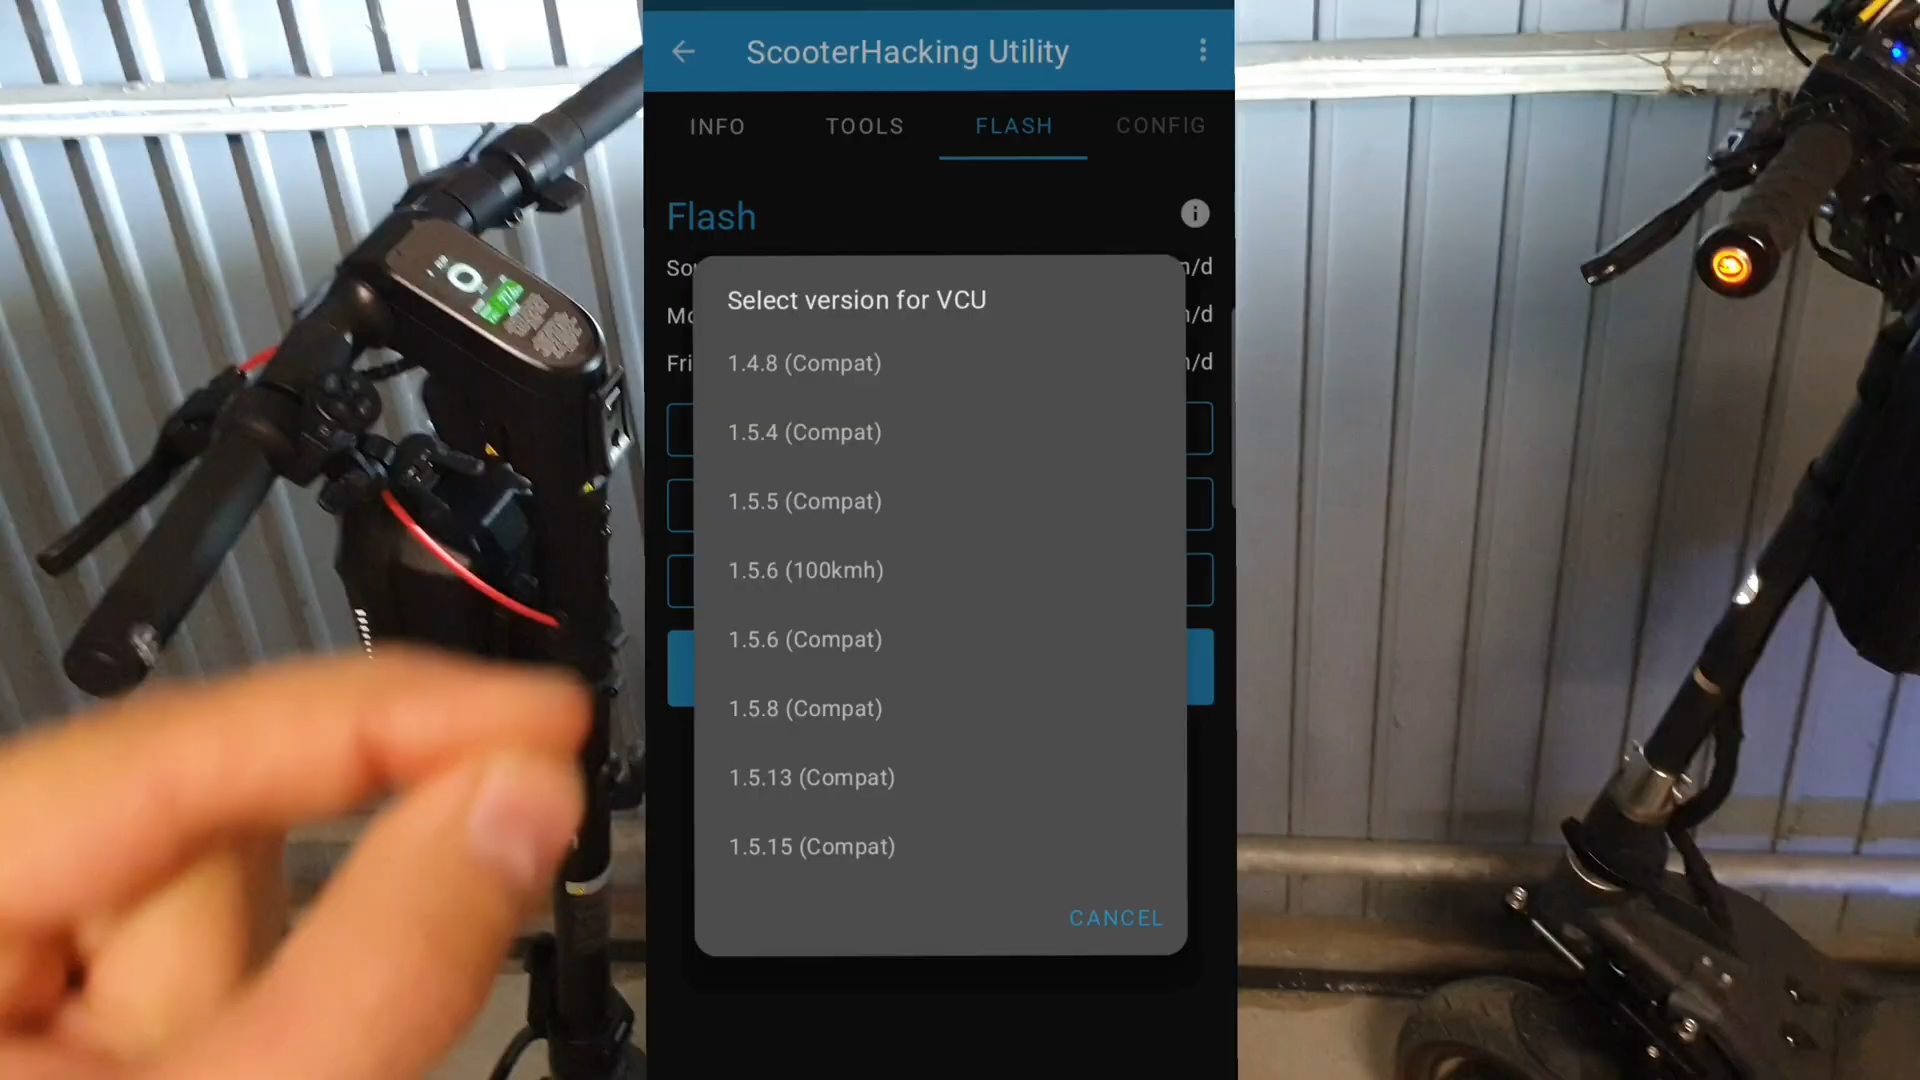 ScooterHacking Utility
INFO TOOLS FLASH CONFIG
Flash
Select version for VCU
1.4.8 (Compat)
1.5.4 (Compat)
1.5.5 (Compat)
1.5.6 (100kmh)
1.5.6 (Compat)
1.5.8 (Compat)
1.5.13 (Compat)
1.5.15 (Compat)
CANCEL